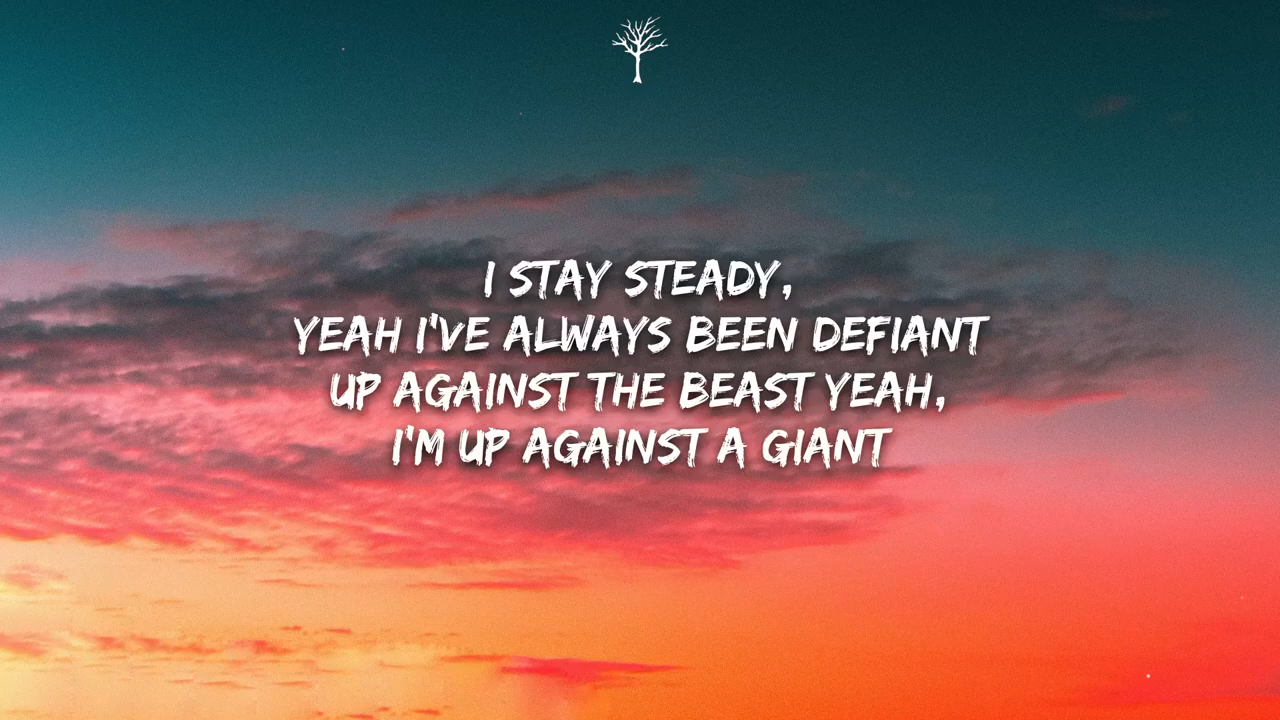 I STAY STEADY,
YEAH I'VE ALWAYS BEEN DEFIANT
UP AGAINST THE BEAST YEAH,
I'M UP AGAINST A GIANT